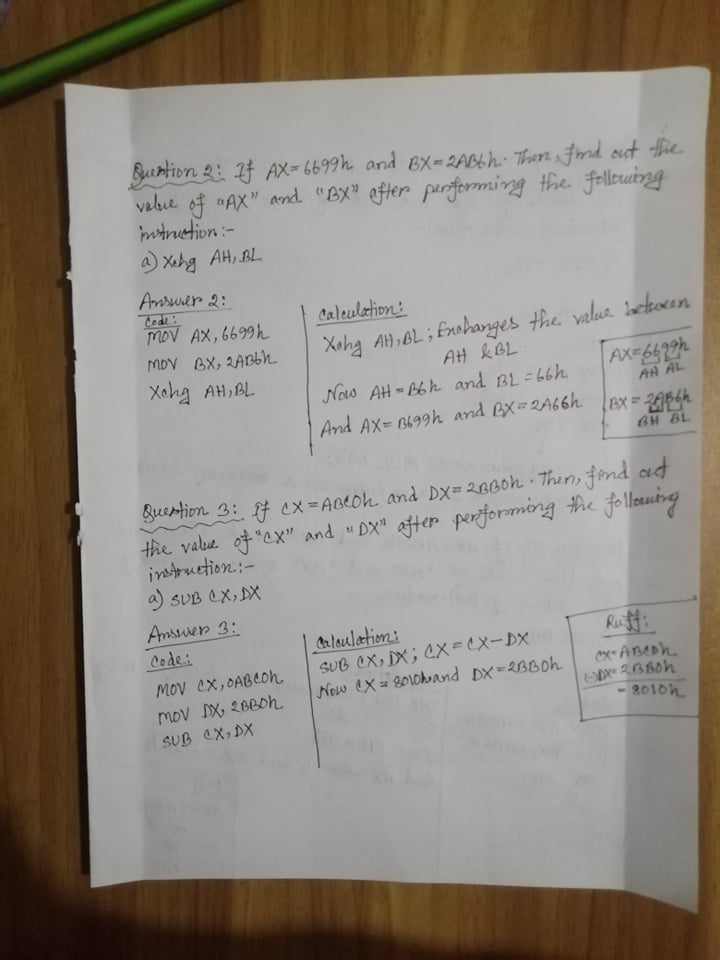 Question 2: If AX=6699h and BX=2AB6h. Then, find out the
value of "AX" and "BX" after performing the following
instruction:-
a) Xchg AH, BL
Answer 2:
Code:
MOV AX, 6699h
MOV BX, 2AB6h
Xchg AH, BL
Calculation:
Xchg AH, BL; Exchanges the value between
AH & BL
Now AH = B6h and BL = 66h
And AX = B699h and BX = 2A66h
AX = 6699h
AH AL
BX = 2AB6h
BH BL
Question 3: If CX = ABC0h and DX = 2BB0h. Then, find out
the value of "CX" and "DX" after performing the following
instruction:-
a) SUB CX, DX
Answer 3:
Code:
MOV CX, 0ABC0h
MOV DX, 2BB0h
SUB CX, DX
Calculation:
SUB CX, DX; CX = CX - DX
Now CX = 8010h and DX = 2BB0h
Ruff:
CX = ABC0h
(-) DX = 2BB0h
= 8010h